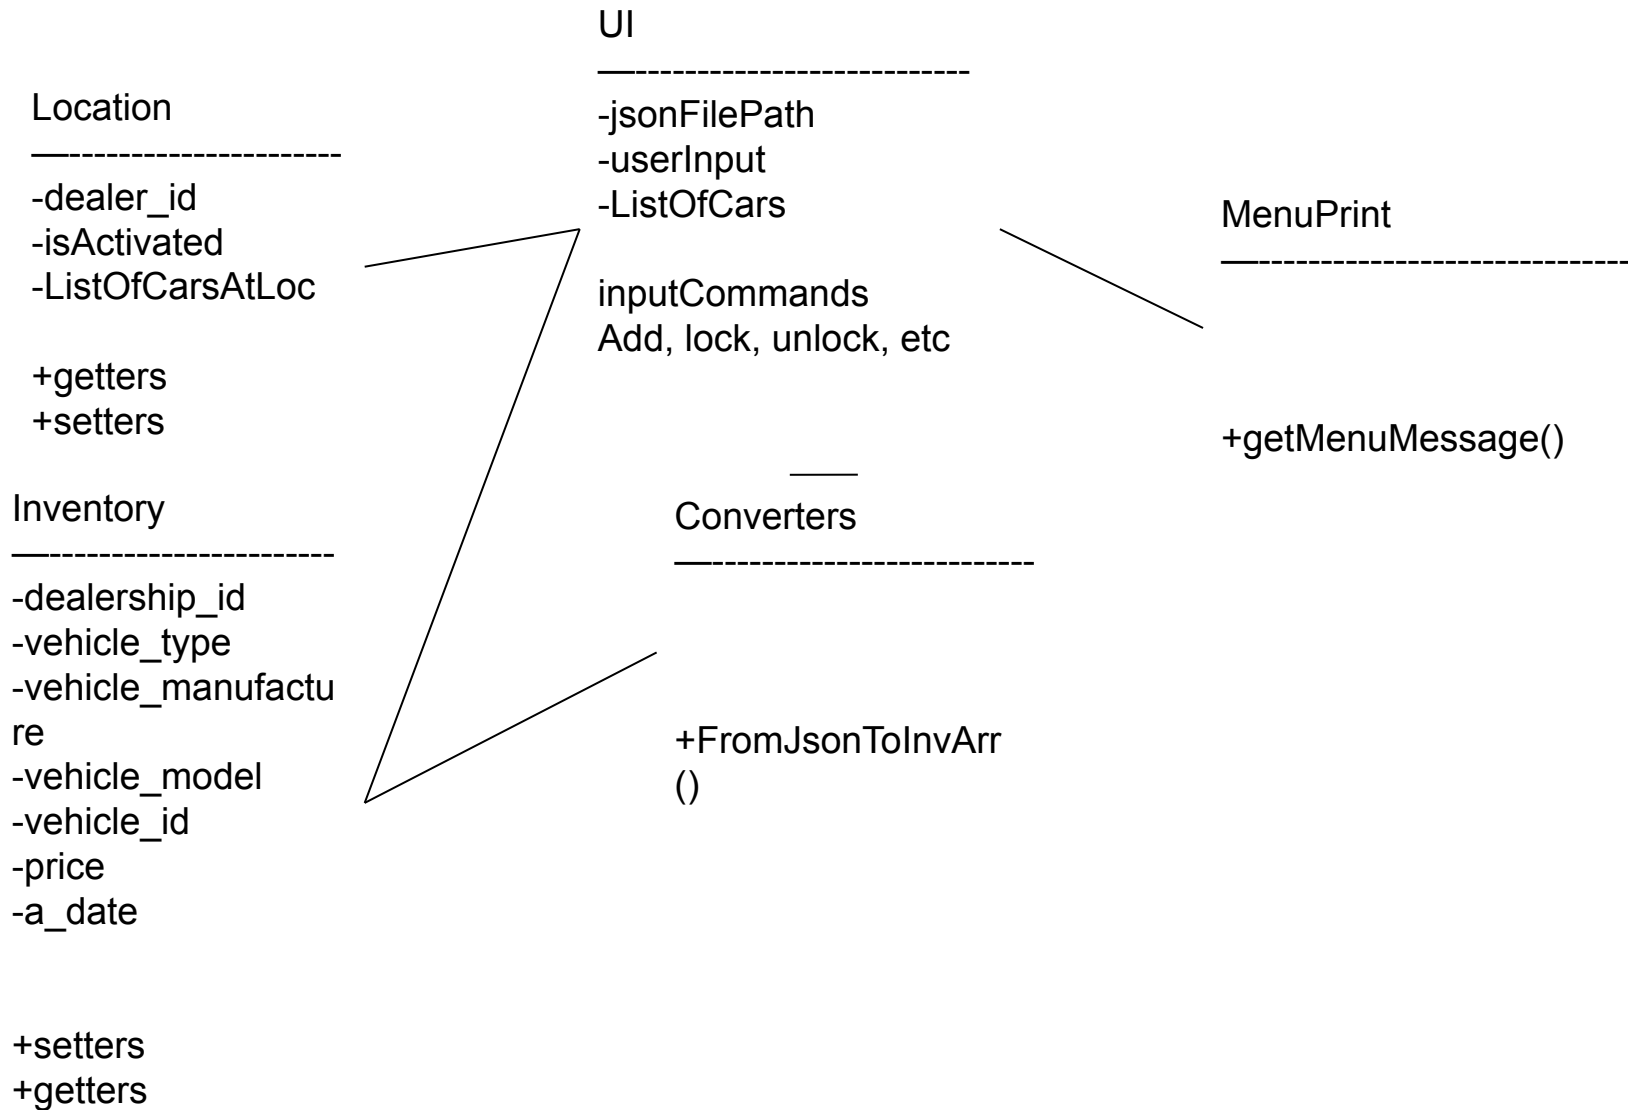 UI
—---------------------------
-jsonFilePath
-userInput
-ListOfCars
inputCommands
Add, lock, unlock, etc
Location
—----------------------
-dealer_id
-isActivated
-ListOfCarsAtLoc
+getters
+setters
MenuPrint
—------------------------------
+getMenuMessage()
Inventory
—-----------------------
-dealership_id
-vehicle_type
-vehicle_manufactu
re
-vehicle_model
-vehicle_id
-price
-a_date
+setters
+getters
Converters
—--------------------------
+FromJsonToInvArr
()